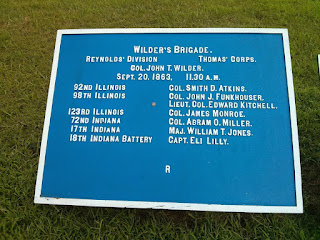 Wilder's Brigade.
Reynolds' Division Thomas' Corps.
Col. John T. Wilder.
Sept. 20, 1863, 11.30 A.M.
92nd Illinois Col. Smith D. Atkins.
98th Illinois Col. John J. Funkhouser.
Lieut. Col. Edward Kitchell.
123rd Illinois Col. James Monroe.
72nd Indiana Col. Abram O. Miller.
17th Indiana Maj. William T. Jones.
18th Indiana Battery Capt. Eli Lilly.
R